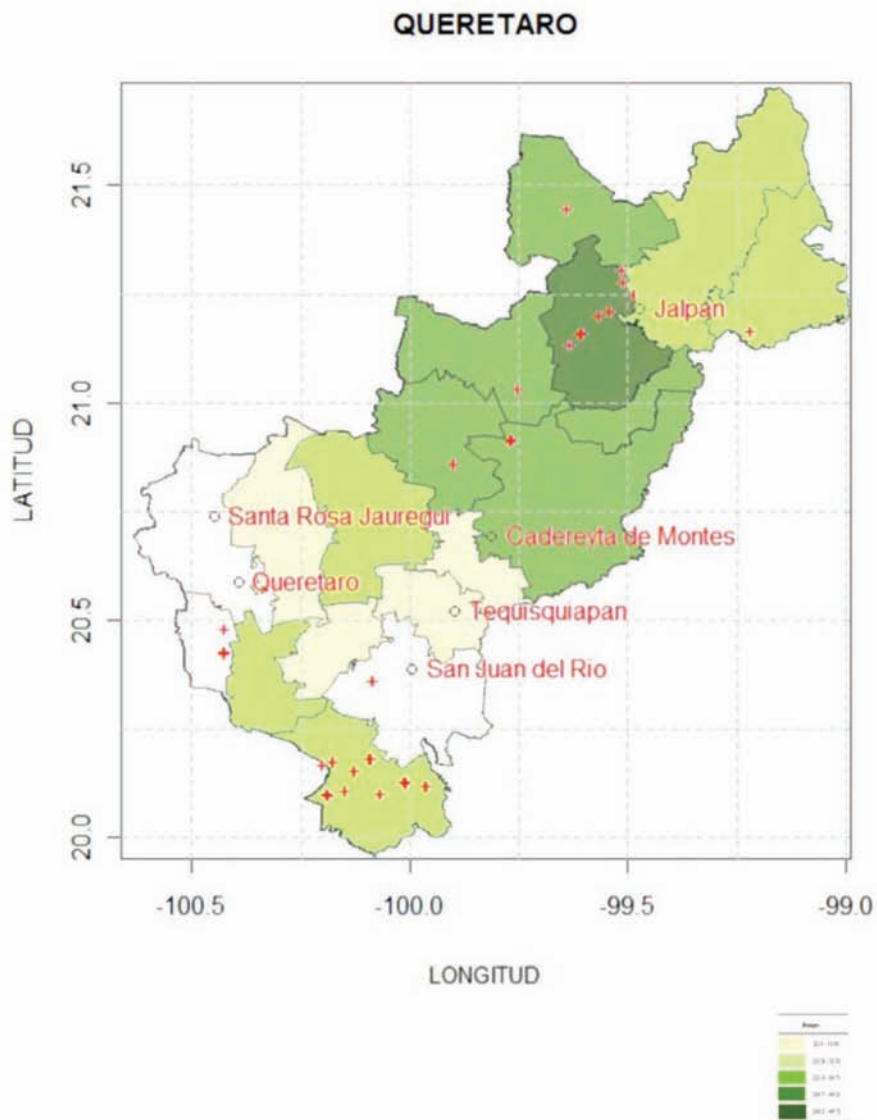 QUERETARO
LATITUD
21.5
21.0
20.5
20.0
Jalpan
Santa Rosa Jauregui
Cadereyta de Montes
Queretaro
Tequisquiapan
San Juan del Rio
-100.5 -100.0 -99.5 -99.0
LONGITUD